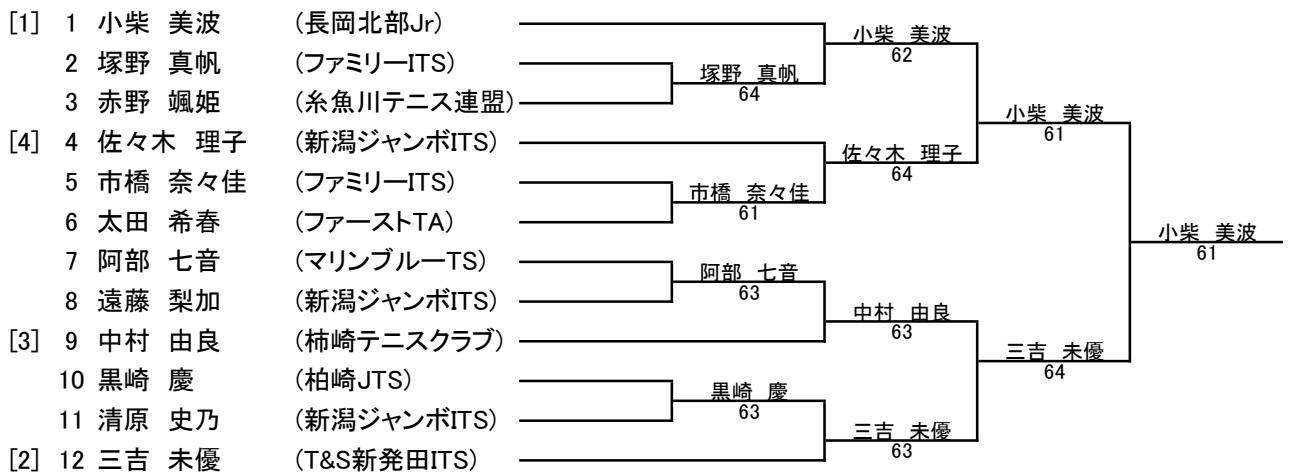 [1] 1 小柴 美波 (長岡北部Jr)
2 塚野 真帆 (ファミリーITS)
3 赤野 颯姫 (糸魚川テニス連盟)
[4] 4 佐々木 理子 (新潟ジャンボITS)
5 市橋 奈々佳 (ファミリーITS)
6 太田 希春 (ファーストTA)
7 阿部 七音 (マリンブルーTS)
8 遠藤 梨加 (新潟ジャンボITS)
[3] 9 中村 由良 (柿崎テニスクラブ)
10 黒崎 慶 (柏崎JTS)
11 清原 史乃 (新潟ジャンボITS)
[2] 12 三吉 未優 (T&S新発田ITS)
塚野 真帆
64
市橋 奈々佳
61
阿部 七音
63
黒崎 慶
63
小柴 美波
62
佐々木 理子
64
中村 由良
63
三吉 未優
63
小柴 美波
61
三吉 未優
64
小柴 美波
61